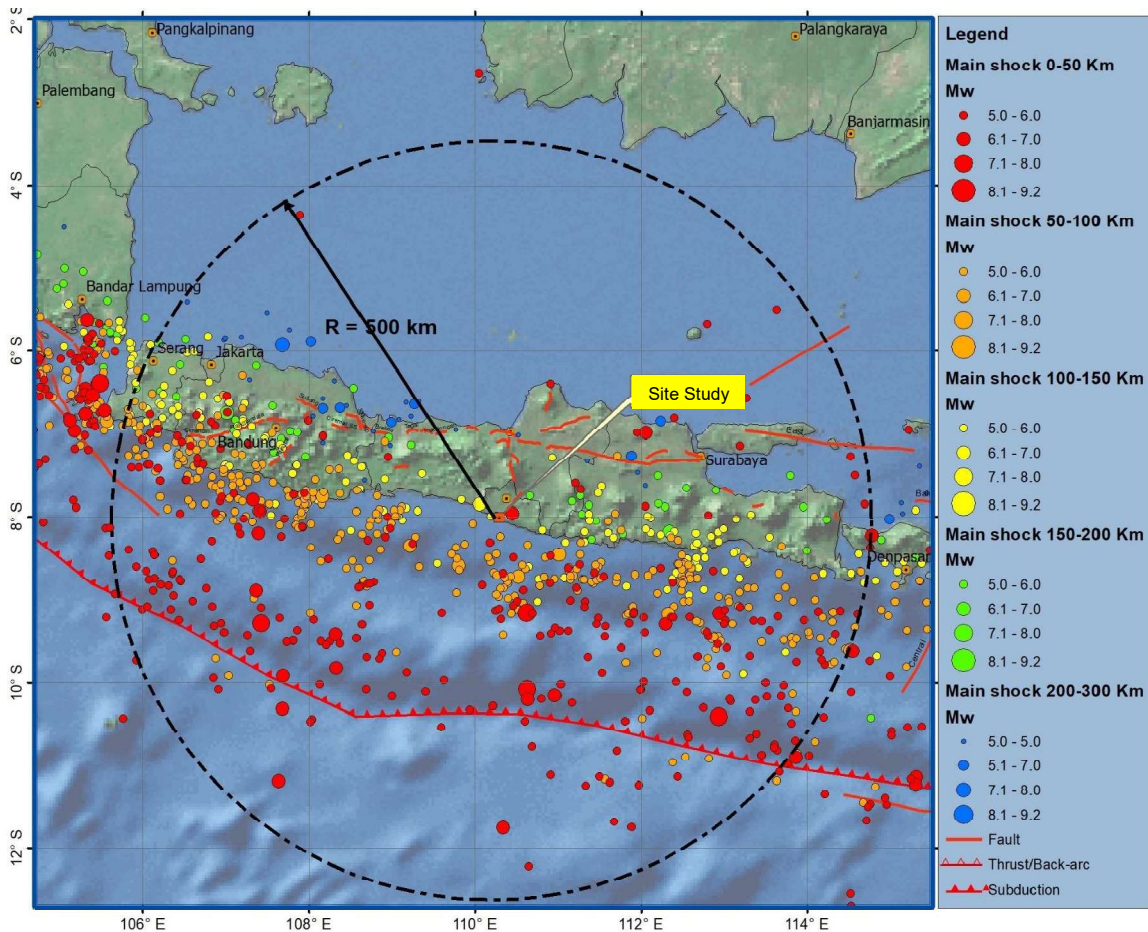 2° S
4° S
6° S
8° S
10° S
12° S
106° E
108° E
110° E
112° E
114° E
Pangkalpinang
Palangkaraya
Palembang
Banjarmasin
Bandar Lampung
R = 500 km
Serang
Jakarta
Site Study
Bandung
Surabaya
East
Denpasar
Central
Legend
Main shock 0-50 Km
Mw
5.0 - 6.0
6.1 - 7.0
7.1 - 8.0
8.1 - 9.2
Main shock 50-100 Km
Mw
5.0 - 6.0
6.1 - 7.0
7.1 - 8.0
8.1 - 9.2
Main shock 100-150 Km
Mw
5.0 - 6.0
6.1 - 7.0
7.1 - 8.0
8.1 - 9.2
Main shock 150-200 Km
Mw
5.0 - 6.0
6.1 - 7.0
7.1 - 8.0
8.1 - 9.2
Main shock 200-300 Km
Mw
5.0 - 5.0
5.1 - 7.0
7.1 - 8.0
8.1 - 9.2
Fault
Thrust/Back-arc
Subduction